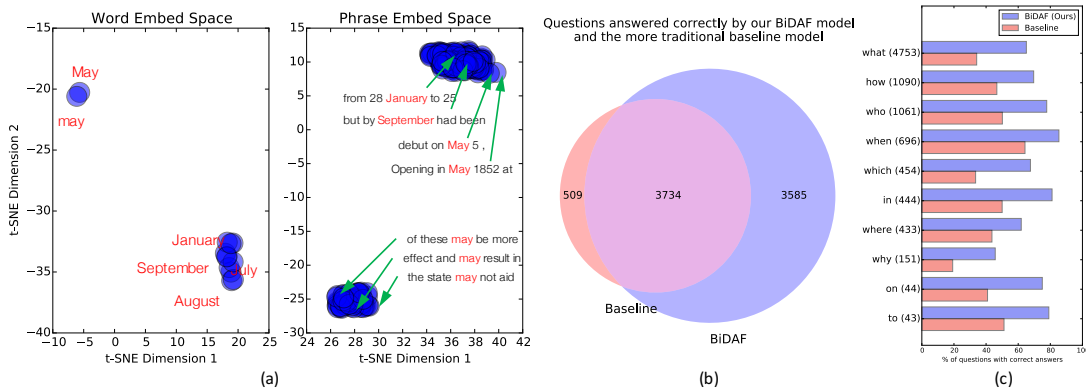 Word Embed Space
−15
−20
−25
−30
−35
−40
t-SNE Dimension 2
May
may
January
September
July
August
−10 −5 0 5 10 15 20 25
t-SNE Dimension 1
Phrase Embed Space
15
10
5
0
−5
−10
−15
−20
−25
−30
from 28 January to 25
but by September had been
debut on May 5 ,
Opening in May 1852 at
of these may be more
effect and may result in
the state may not aid
24 26 28 30 32 34 36 38 40 42
t-SNE Dimension 1
(a)
Questions answered correctly by our BiDAF model
and the more traditional baseline model
509
3734
3585
Baseline
BiDAF
(b)
BiDAF (Ours)
Baseline
what (4753)
how (1090)
who (1061)
when (696)
which (454)
in (444)
where (433)
why (151)
on (44)
to (43)
0 20 40 60 80 100
% of questions with correct answers
(c)